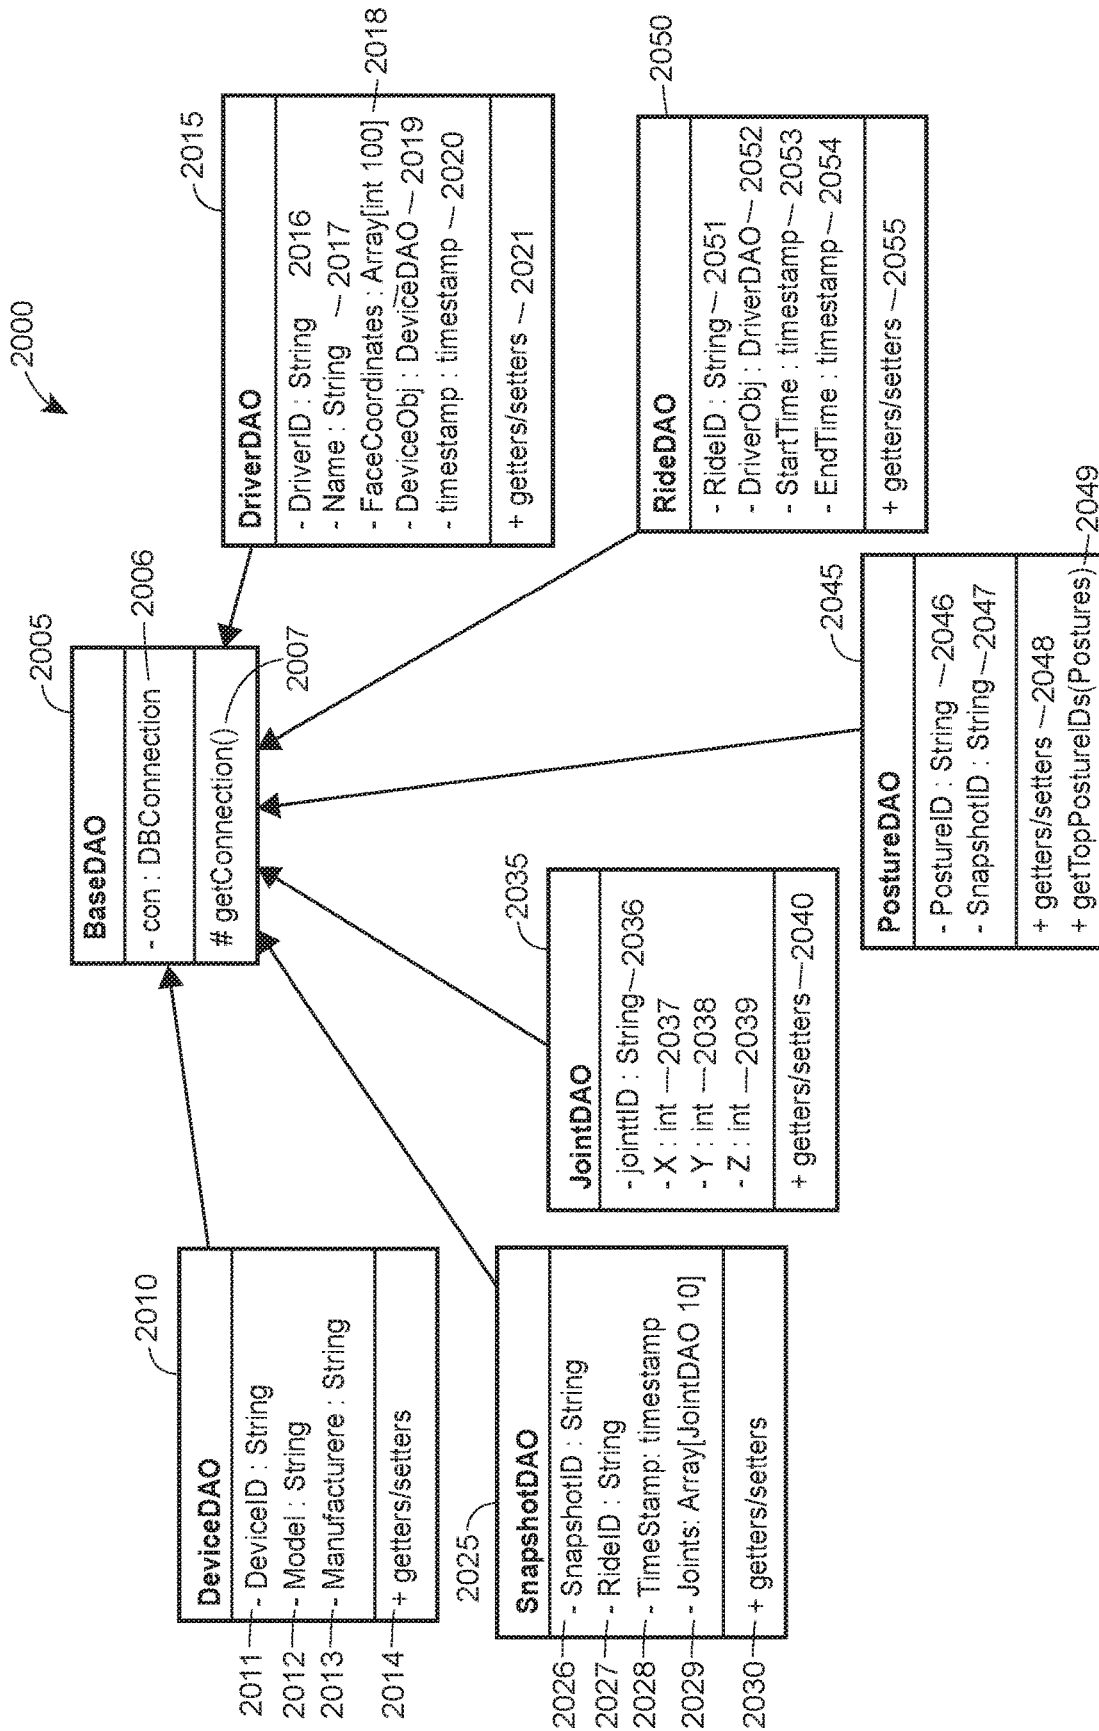 2000
2005
BaseDAO
- con : DBConnection 2006
# getConnection()
2007
2010
DeviceDAO
2011 - DeviceID : String
2012 - Model : String
2013 - Manufacturere : String
2014 + getters/setters
2015
DriverDAO
- DriverID : String 2016
- Name : String 2017
- FaceCoordinates : Array[int 100] 2018
- DeviceObj : DeviceDAO 2019
- timestamp : timestamp 2020
+ getters/setters 2021
2025
SnapshotDAO
2026 - SnapshotID : String
2027 - RideID : String
2028 - TimeStamp: timestamp
2029 - Joints: Array[JointDAO 10]
2030 + getters/setters
2035
JointDAO
- jointtID : String 2036
- X : int 2037
- Y : int 2038
- Z : int 2039
+ getters/setters 2040
2045
PostureDAO
- PostureID : String 2046
- SnapshotID : String 2047
+ getters/setters 2048
+ getTopPostureIDs(Postures) 2049
2050
RideDAO
- RideID : String 2051
- DriverObj : DriverDAO 2052
- StartTime : timestamp 2053
- EndTime : timestamp 2054
+ getters/setters 2055